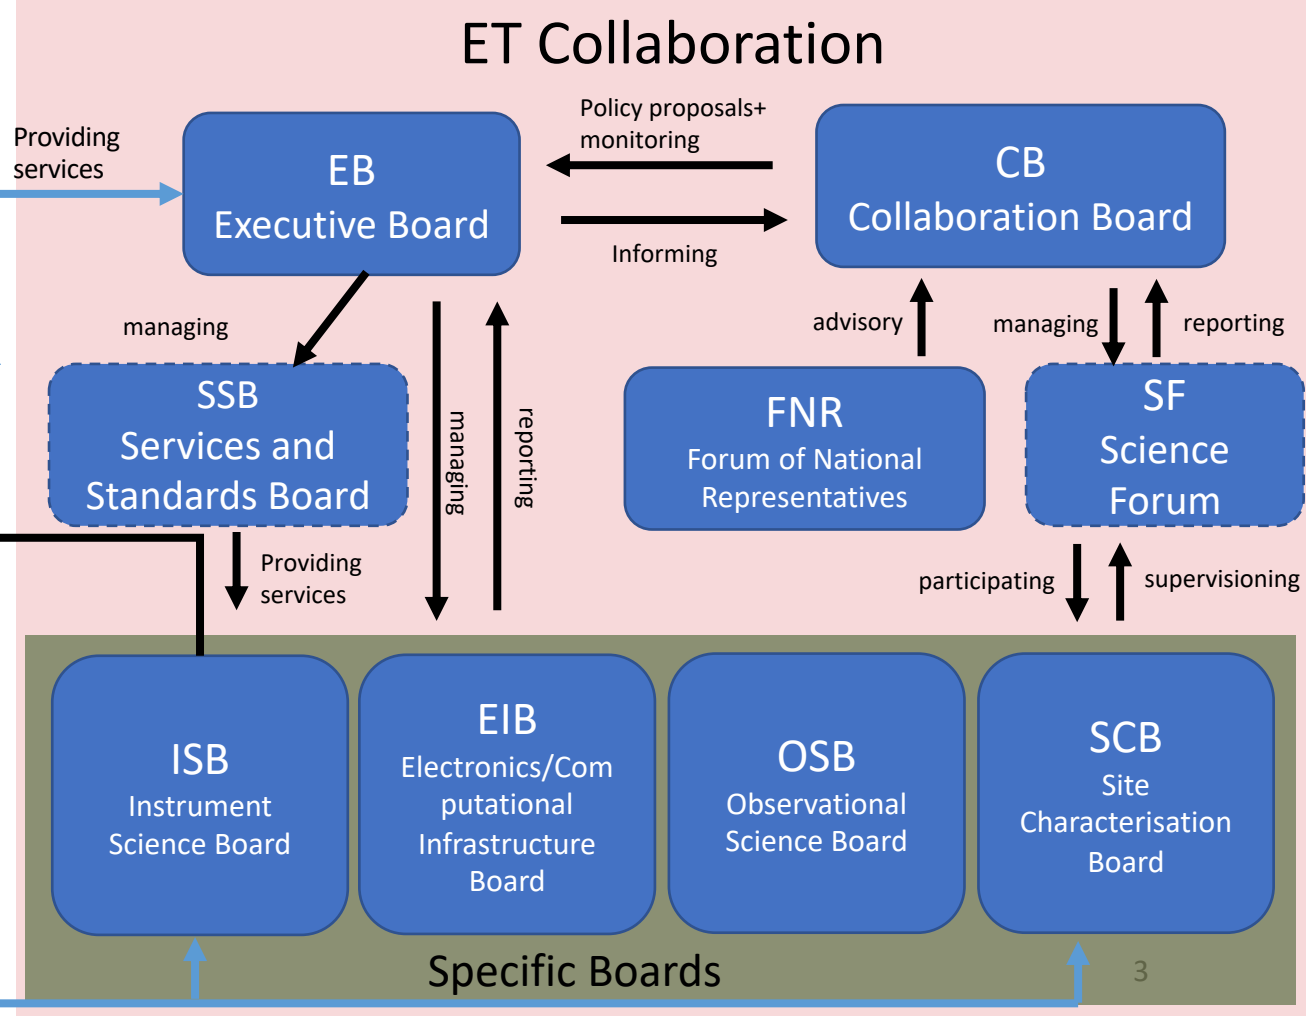 ET Collaboration
Providing
services
EB
Executive Board
Policy proposals+
monitoring
Informing
CB
Collaboration Board
managing
advisory
managing
reporting
SSB
Services and
Standards Board
managing
reporting
FNR
Forum of National
Representatives
SF
Science
Forum
Providing
services
participating
supervisioning
ISB
Instrument
Science Board
EIB
Electronics/Com
putational
Infrastructure
Board
OSB
Observational
Science Board
SCB
Site
Characterisation
Board
Specific Boards
3